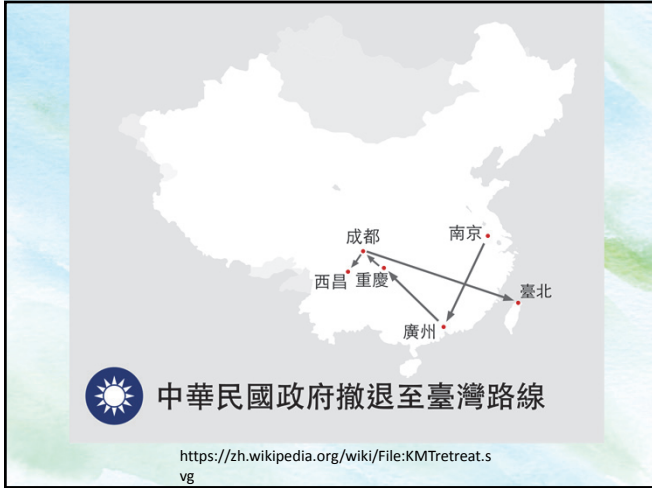 成都
南京
西昌
重慶
臺北
廣州
中華民國政府撤退至臺灣路線
https://zh.wikipedia.org/wiki/File:KMTretreat.s
vg